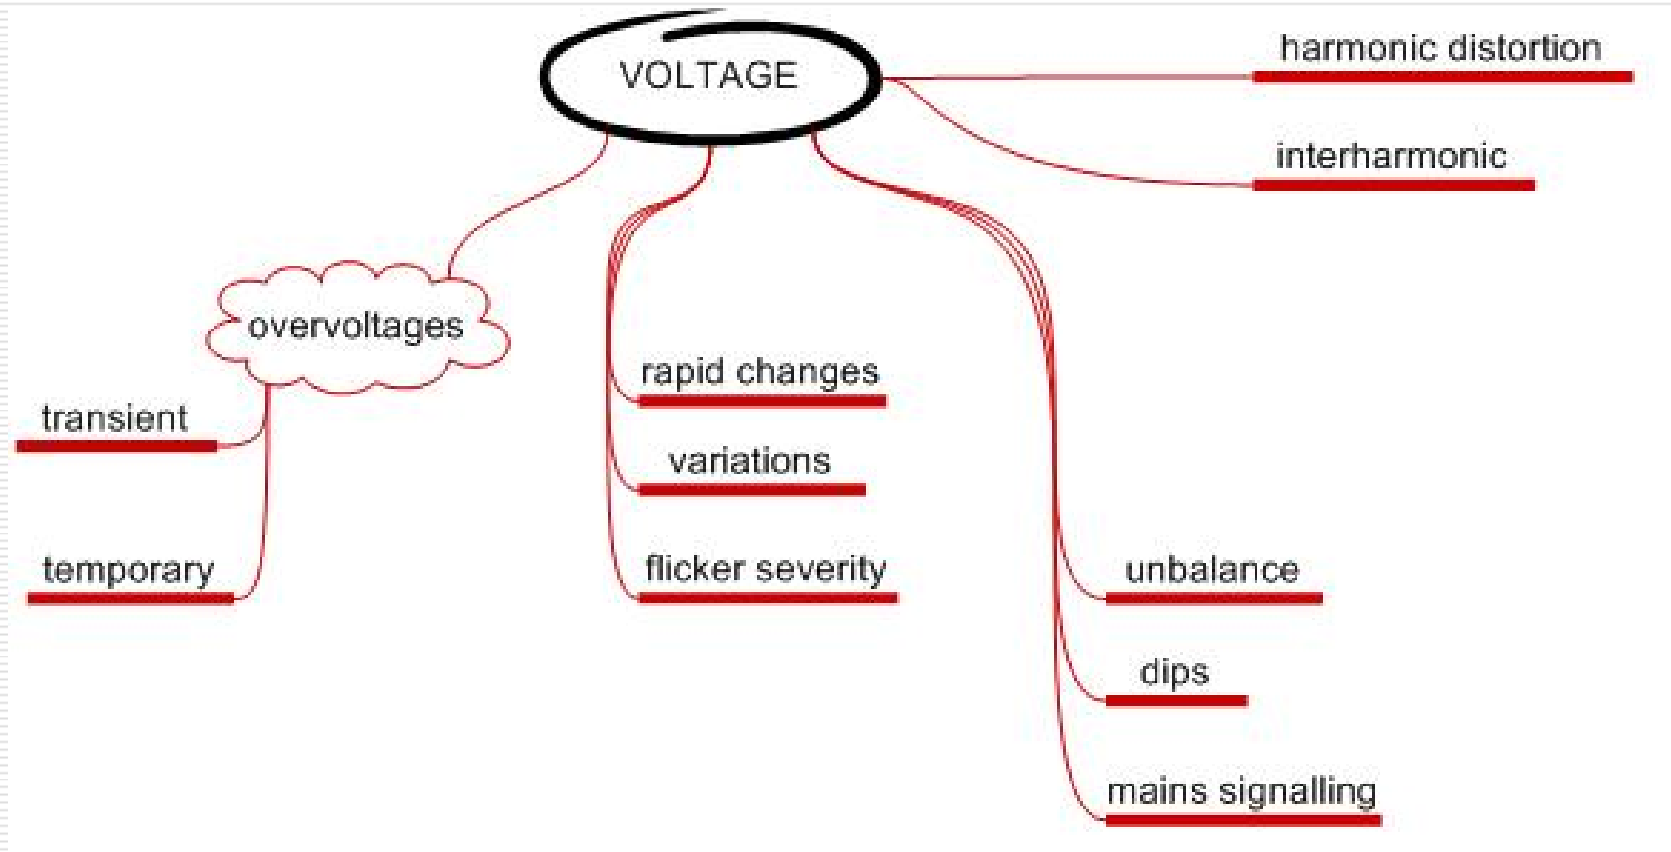 VOLTAGE
harmonic distortion
interharmonic
overvoltages
transient
temporary
rapid changes
variations
flicker severity
unbalance
dips
mains signalling